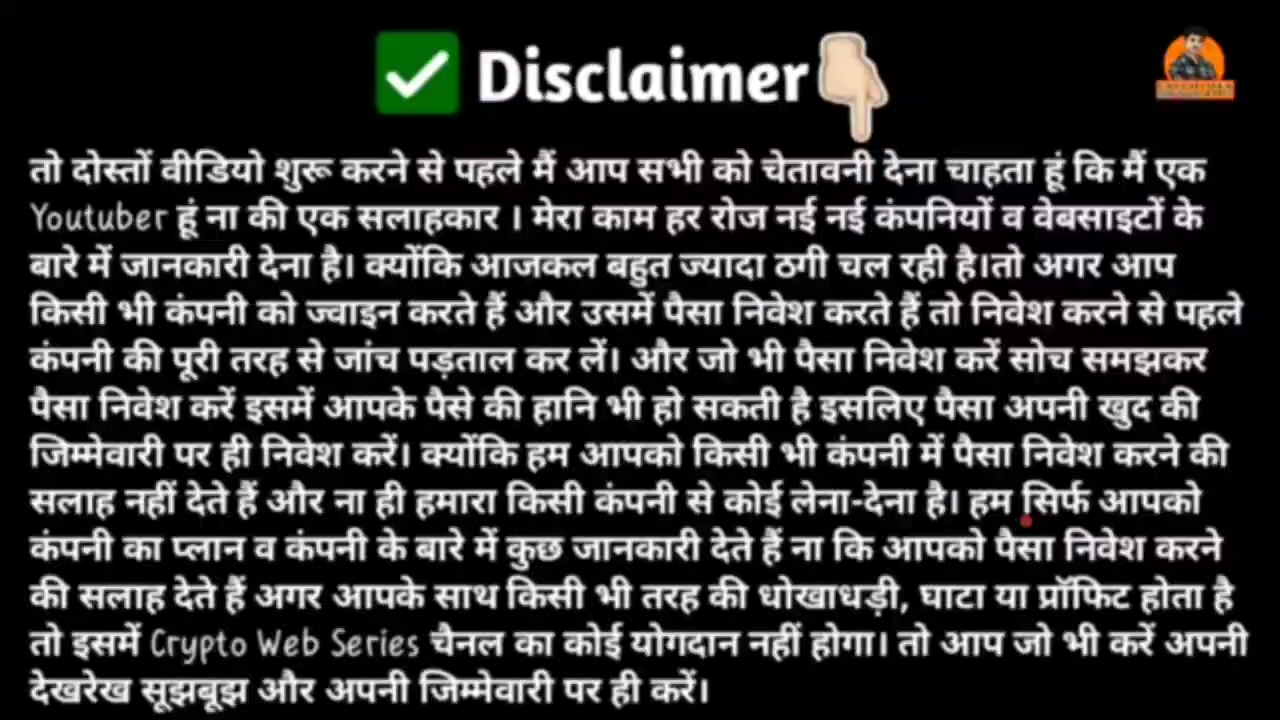 ✅ Disclaimer👇🏻
तो दोस्तों वीडियो शुरू करने से पहले मैं आप सभी को चेतावनी देना चाहता हूं कि मैं एक
Youtuber हूं ना की एक सलाहकार । मेरा काम हर रोज नई नई कंपनियों व वेबसाइटों के
बारे में जानकारी देना है। क्योंकि आजकल बहुत ज्यादा ठगी चल रही है।तो अगर आप
किसी भी कंपनी को ज्वाइन करते हैं और उसमें पैसा निवेश करते हैं तो निवेश करने से पहले
कंपनी की पूरी तरह से जांच पड़ताल कर लें। और जो भी पैसा निवेश करें सोच समझकर
पैसा निवेश करें इसमें आपके पैसे की हानि भी हो सकती है इसलिए पैसा अपनी खुद की
जिम्मेवारी पर ही निवेश करें। क्योंकि हम आपको किसी भी कंपनी में पैसा निवेश करने की
सलाह नहीं देते हैं और ना ही हमारा किसी कंपनी से कोई लेना-देना है। हम सिर्फ आपको
कंपनी का प्लान व कंपनी के बारे में कुछ जानकारी देते हैं ना कि आपको पैसा निवेश करने
की सलाह देते हैं अगर आपके साथ किसी भी तरह की धोखाधड़ी, घाटा या प्रॉफिट होता है
तो इसमें Crypto Web Series चैनल का कोई योगदान नहीं होगा। तो आप जो भी करें अपनी
देखरेख सूझबूझ और अपनी जिम्मेवारी पर ही करें।